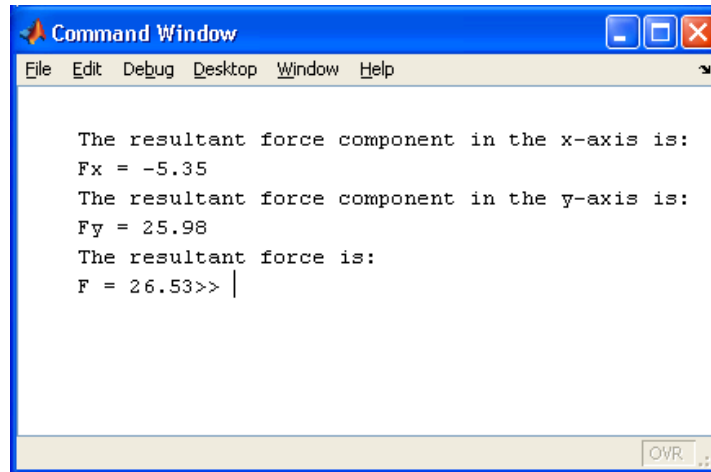 Command Window
File Edit Debug Desktop Window Help
The resultant force component in the x-axis is:
Fx = -5.35
The resultant force component in the y-axis is:
Fy = 25.98
The resultant force is:
F = 26.53>>
OVR